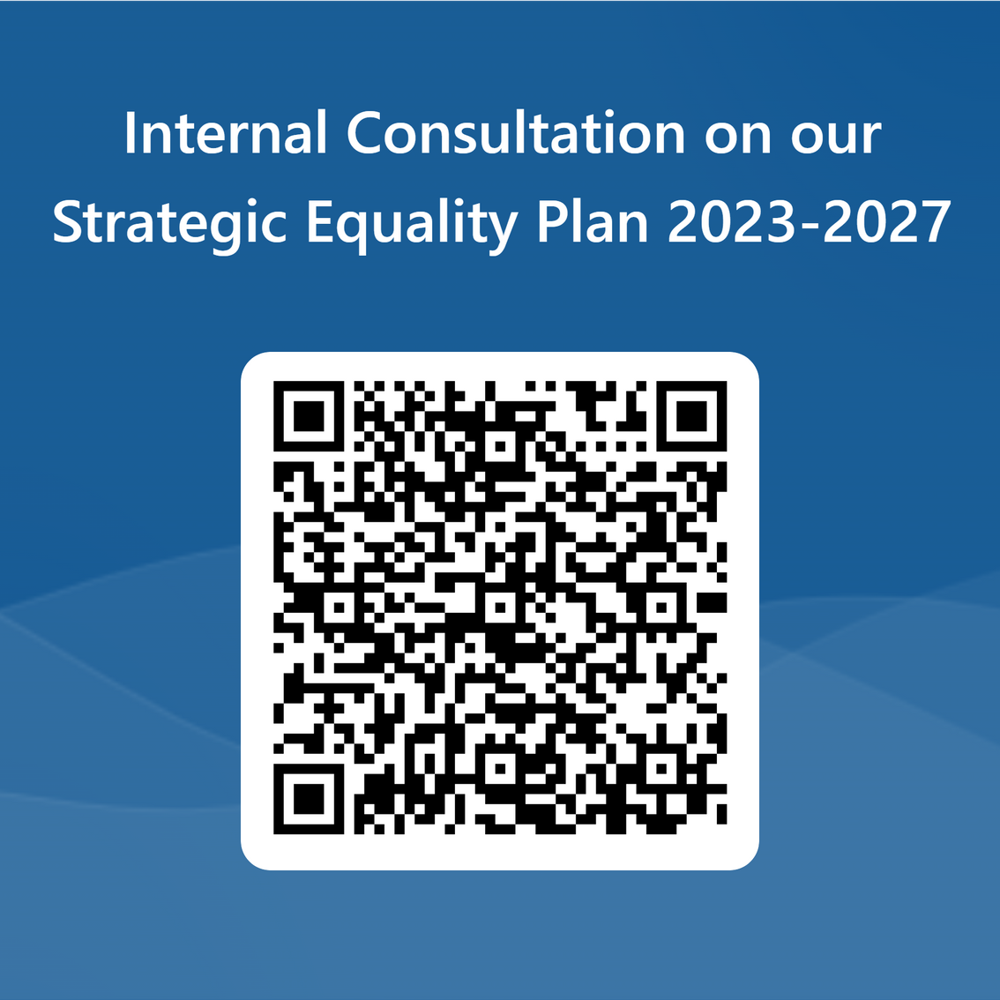 Internal Consultation on our
Strategic Equality Plan 2023-2027